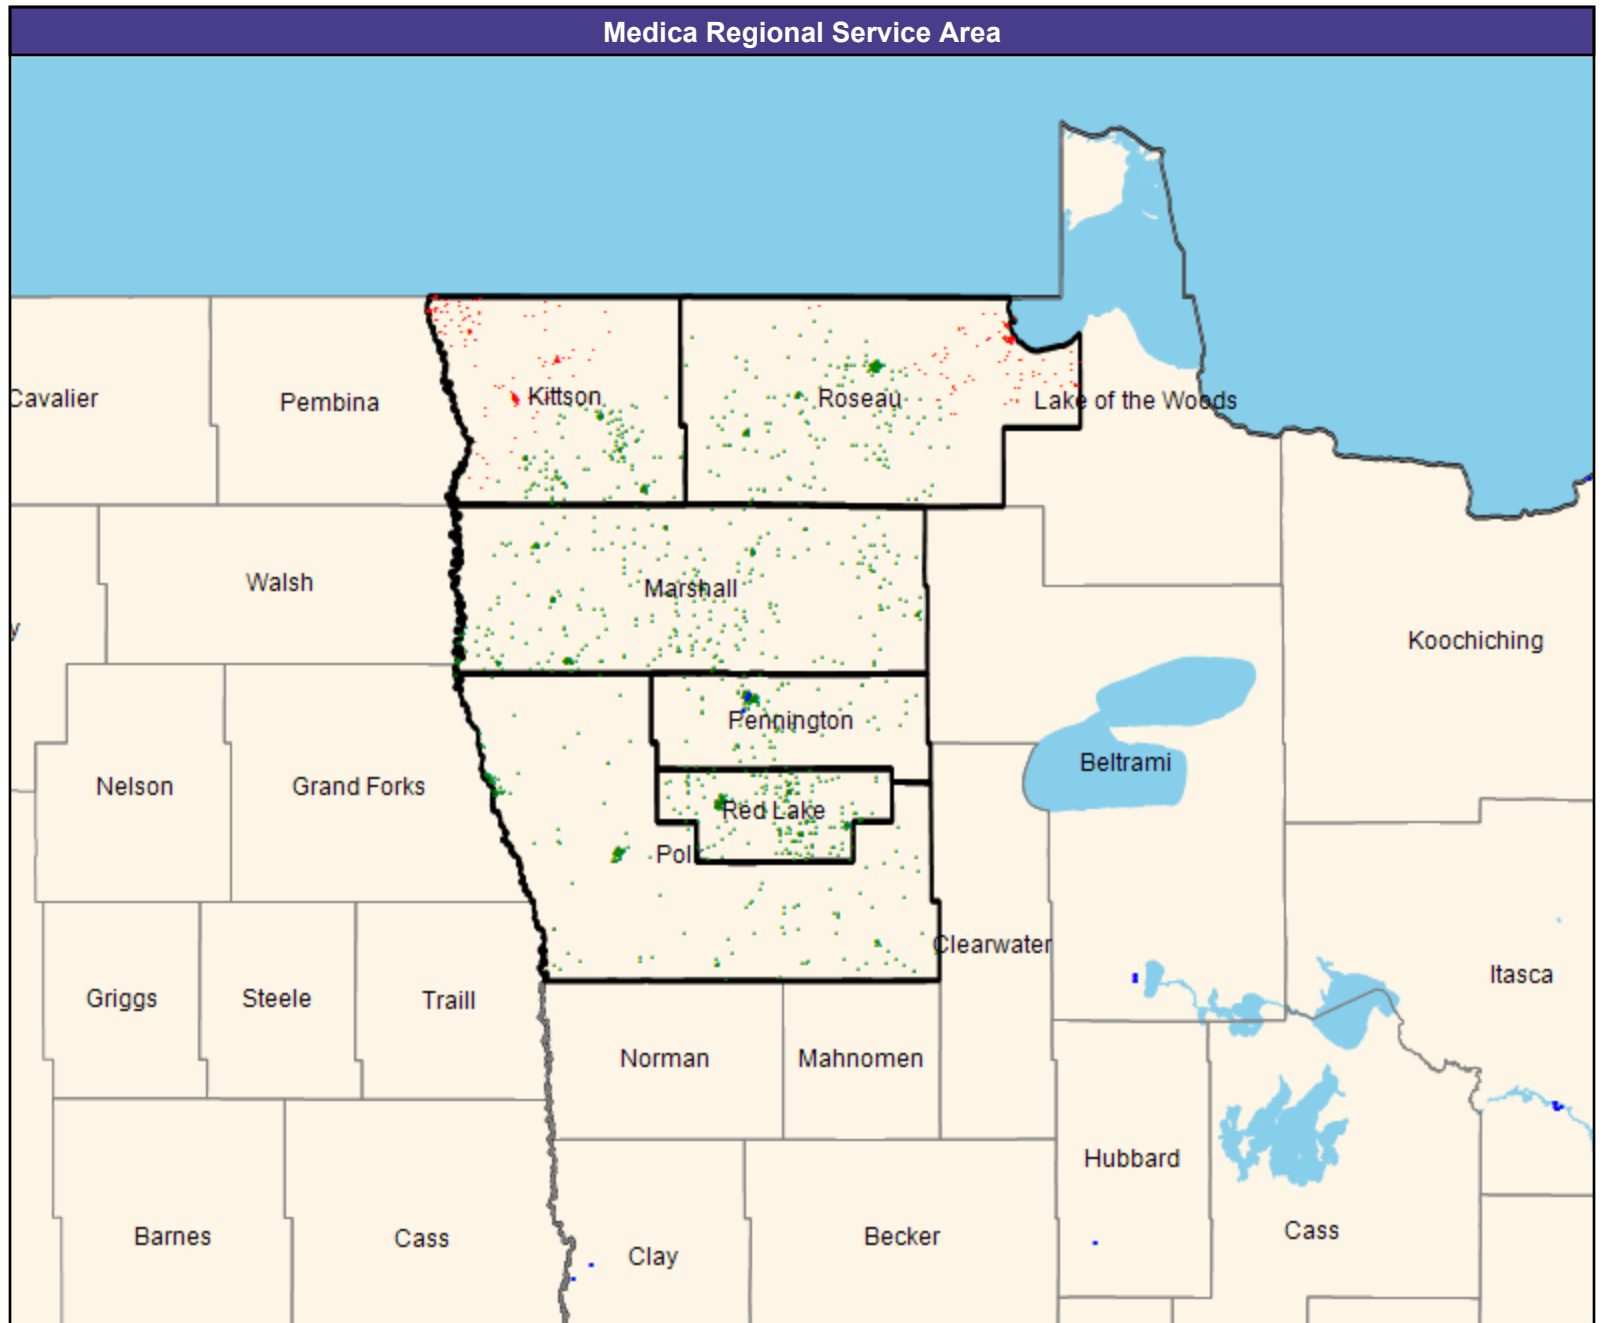 Medica Regional Service Area
Cavalier
Pembina
Kittson
Roseau
Lake of the Woods
Walsh
Marshall
y
Koochiching
Pennington
Beltrami
Nelson
Grand Forks
Red Lake
Pol
Clearwater
Itasca
Griggs
Steele
Traill
Norman
Mahnomen
Hubbard
Barnes
Cass
Clay
Becker
Cass